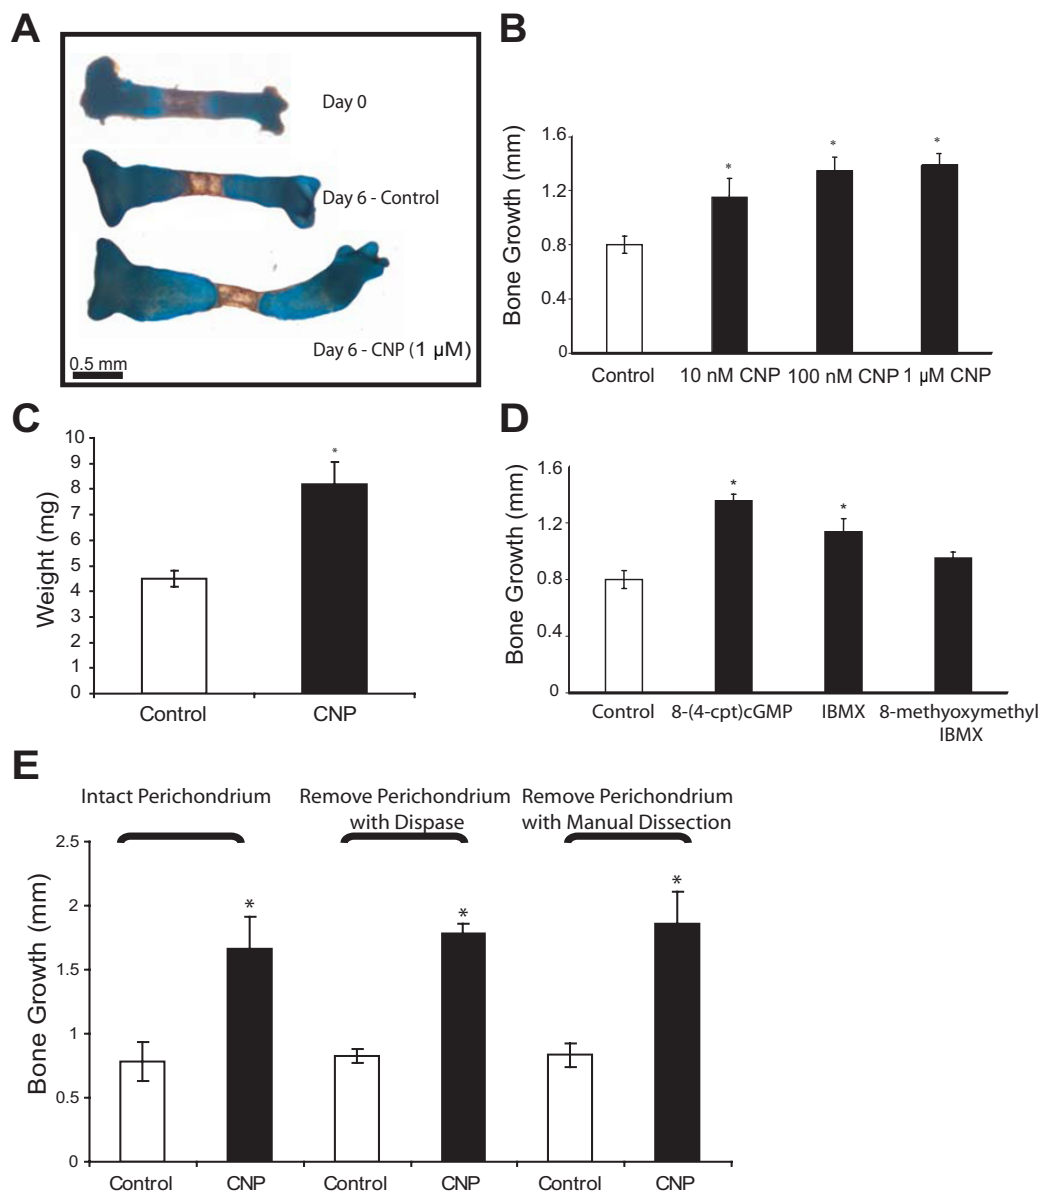 A
Day 0
Day 6 - Control
Day 6 - CNP (1 µM)
0.5 mm
B
Bone Growth (mm)
1.6
1.2
0.8
0.4
0
*
*
*
Control
10 nM CNP
100 nM CNP
1 µM CNP
C
Weight (mg)
10
9
8
7
6
5
4
3
2
1
0
*
Control
CNP
D
Bone Growth (mm)
1.6
1.2
0.8
0.4
0
*
*
Control
8-(4-cpt)cGMP
IBMX
8-methyoxymethyl
IBMX
E
Intact Perichondrium
Remove Perichondrium
with Dispase
Remove Perichondrium
with Manual Dissection
Bone Growth (mm)
2.5
2
1.5
1
0.5
0
*
*
*
Control
CNP
Control
CNP
Control
CNP